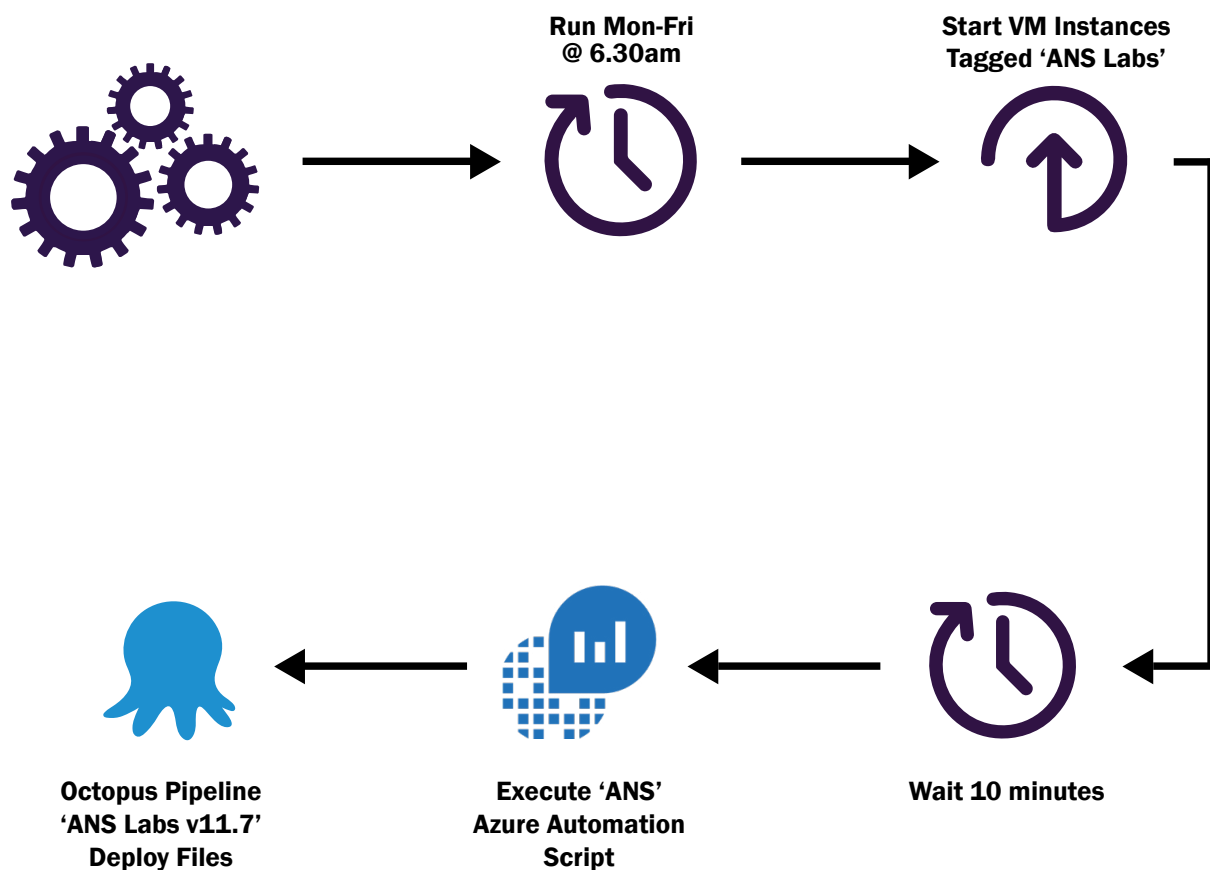 Run Mon-Fri
@ 6.30am
Start VM Instances
Tagged ‘ANS Labs’
Octopus Pipeline
‘ANS Labs v11.7’
Deploy Files
Execute ‘ANS’
Azure Automation
Script
Wait 10 minutes